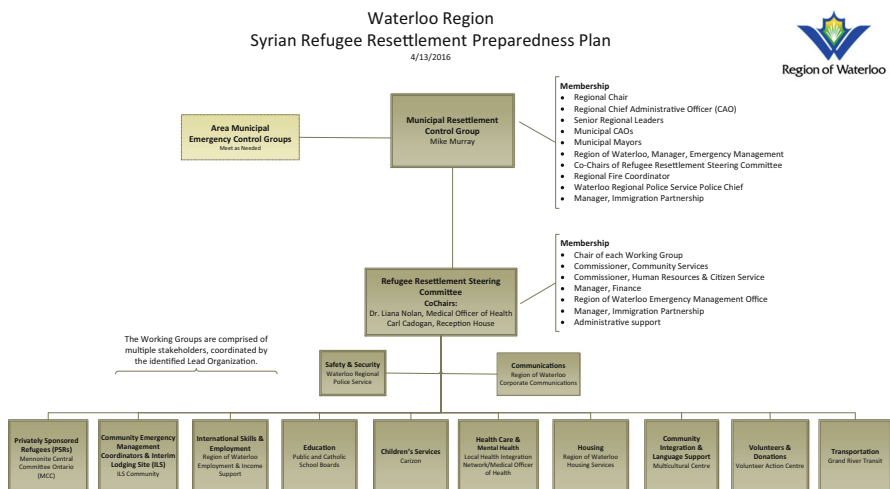 Waterloo Region
Syrian Refugee Resettlement Preparedness Plan
4/13/2016
Region of Waterloo
Area Municipal
Emergency Control Groups
Meet as Needed
Municipal Resettlement
Control Group
Mike Murray
Membership
• Regional Chair
• Regional Chief Administrative Officer (CAO)
• Senior Regional Leaders
• Municipal CAOs
• Municipal Mayors
• Region of Waterloo, Manager, Emergency Management
• Co-Chairs of Refugee Resettlement Steering Committee
• Regional Fire Coordinator
• Waterloo Regional Police Service Police Chief
• Manager, Immigration Partnership
Refugee Resettlement Steering
Committee
CoChairs:
Dr. Liana Nolan, Medical Officer of Health
Carl Cadogan, Reception House
Membership
• Chair of each Working Group
• Commissioner, Community Services
• Commissioner, Human Resources & Citizen Service
• Manager, Finance
• Region of Waterloo Emergency Management Office
• Manager, Immigration Partnership
• Administrative support
The Working Groups are comprised of
multiple stakeholders, coordinated by
the identified Lead Organization.
Safety & Security
Waterloo Regional
Police Service
Communications
Region of Waterloo
Corporate Communications
Privately Sponsored
Refugees (PSRs)
Mennonite Central
Committee Ontario
(MCC)
Community Emergency
Management
Coordinators & Interim
Lodging Site (ILS)
ILS Community
International Skills &
Employment
Region of Waterloo
Employment & Income
Support
Education
Public and Catholic
School Boards
Children's Services
Carizon
Health Care &
Mental Health
Local Health Integration
Network/Medical Officer
of Health
Housing
Region of Waterloo
Housing Services
Community
Integration &
Language Support
Multicultural Centre
Volunteers &
Donations
Volunteer Action Centre
Transportation
Grand River Transit